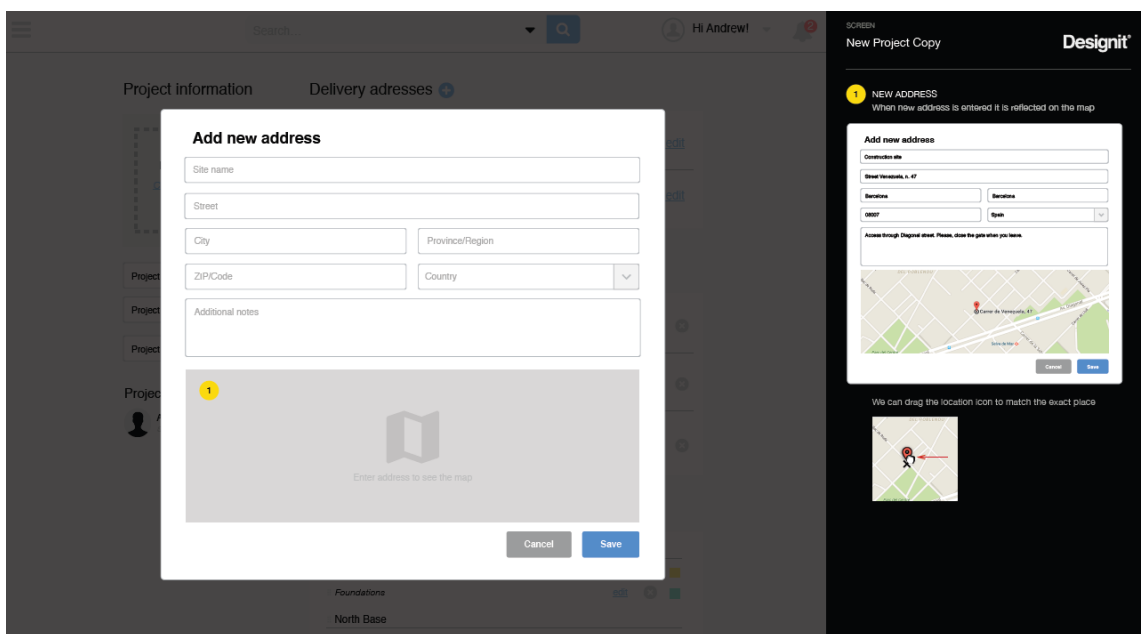 Search...
Hi Andrew!
2
Project information
Delivery adresses
edit
edit
Project
Project
Project
Projec
Add new address
Site name
Street
City
Province/Region
ZIP/Code
Country
Additional notes
1
Enter address to see the map
Cancel
Save
Foundations
edit
North Base
SCREEN
New Project Copy
Designit
1
NEW ADDRESS
When new address is entered it is reflected on the map
Add new address
Construction site
Street Venezuela, n. 47
Barcelona
Barcelona
08007
Spain
Access through Diagonal street. Please, close the gate when you leave.
Carrer de Veneçuela, 47
Cancel
Save
We can drag the location icon to match the exact place